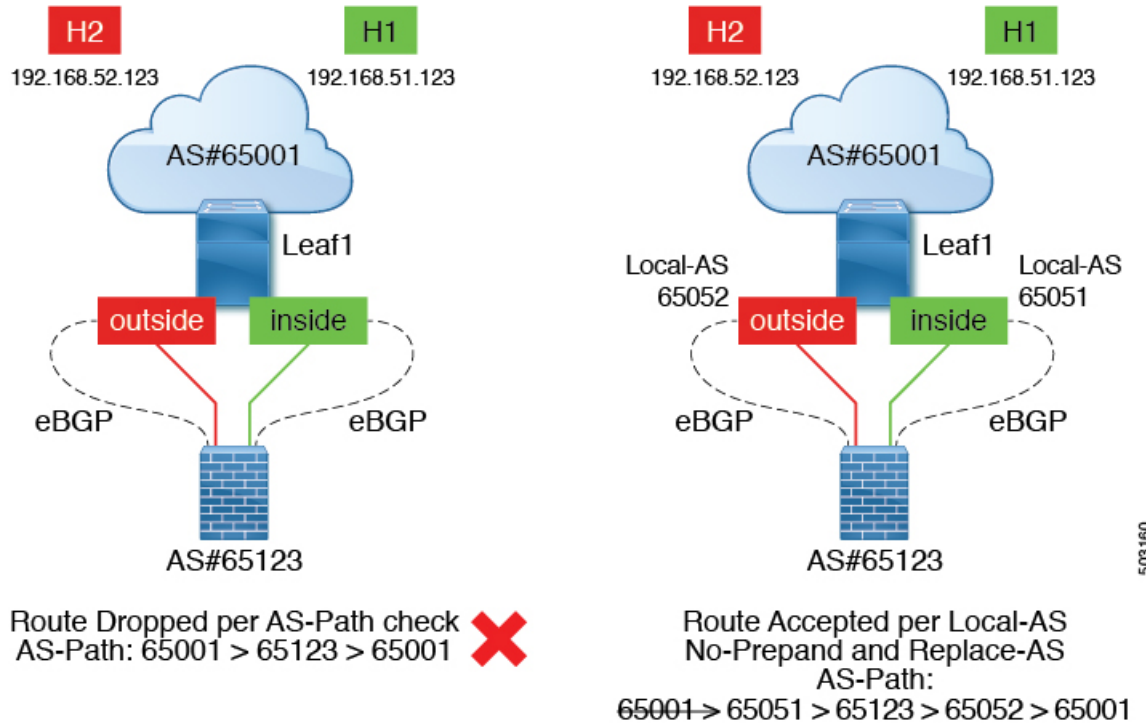 H2
H1
192.168.52.123
192.168.51.123
AS#65001
Leaf1
outside
inside
eBGP
eBGP
AS#65123
Route Dropped per AS-Path check
AS-Path: 65001 > 65123 > 65001
H2
H1
192.168.52.123
192.168.51.123
AS#65001
Leaf1
Local-AS
65052
Local-AS
65051
outside
inside
eBGP
eBGP
AS#65123
Route Accepted per Local-AS
No-Prepand and Replace-AS
AS-Path:
65001 > 65051 > 65123 > 65052 > 65001
503160